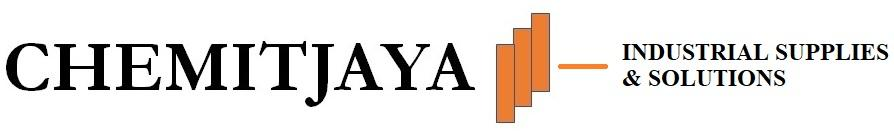 CHEMITJAYA
INDUSTRIAL SUPPLIES
& SOLUTIONS